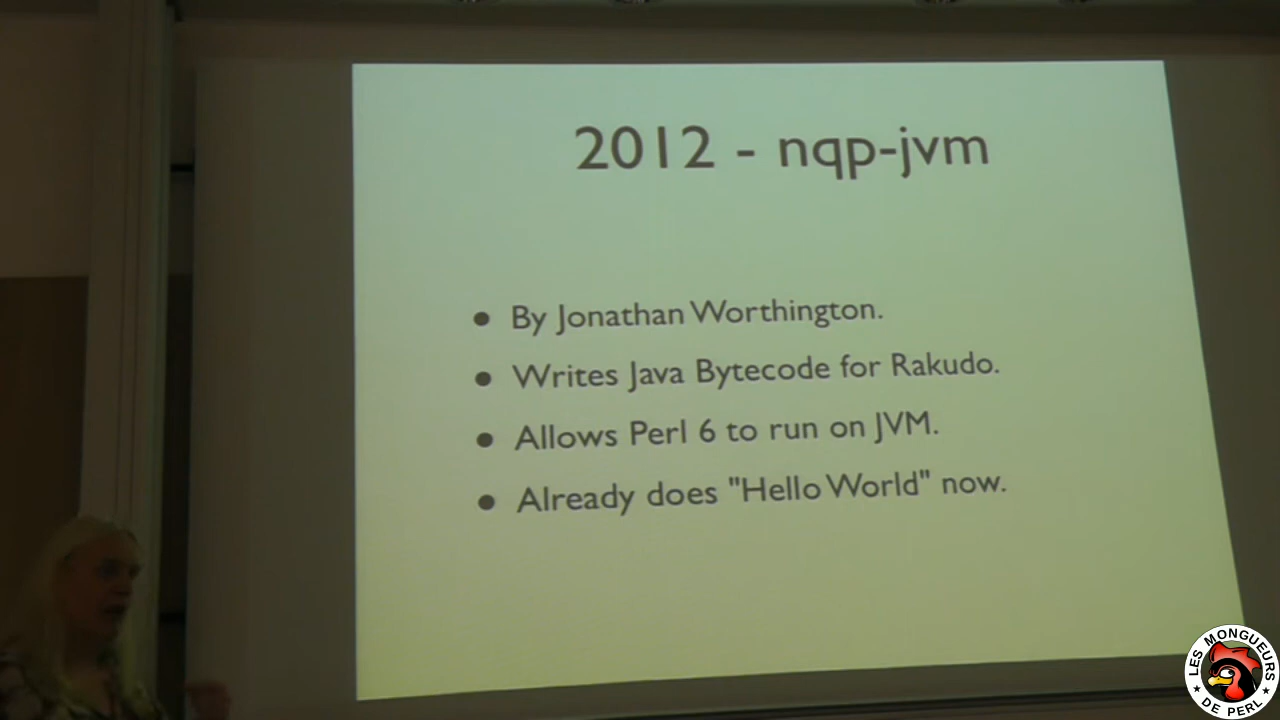 2012 - nqp-jvm
• By Jonathan Worthington.
• Writes Java Bytecode for Rakudo.
• Allows Perl 6 to run on JVM.
• Already does "Hello World" now.
LES MONGUEURS
★ DE PERL ★